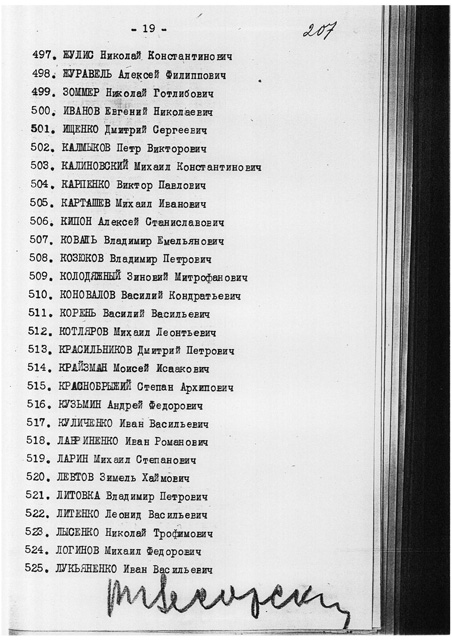 - 19 -
207
497. ЖУЛИС Николай Константинович
498. ЖУРАВЕЛЬ Алексей Филиппович
499. ЗОММЕР Николай Готлибович
500. ИВАНОВ Евгений Николаевич
501. ИЩЕНКО Дмитрий Сергеевич
502. КАЛМЫКОВ Петр Викторович
503. КАЛИНОВСКИЙ Михаил Константинович
504. КАРПЕНКО Виктор Павлович
505. КАРТАШЕВ Михаил Иванович
506. КИПОН Алексей Станиславович
507. КОВАЛЬ Владимир Емельянович
508. КОЗЮКОВ Владимир Петрович
509. КОЛОДЯЖНЫЙ Зиновий Митрофанович
510. КОНОВАЛОВ Василий Кондратьевич
511. КОРЕНЬ Василий Васильевич
512. КОТЛЯРОВ Михаил Леонтьевич
513. КРАСИЛЬНИКОВ Дмитрий Петрович
514. КРАЙЗМАН Моисей Исаакович
515. КРАСНОБРЫЖИЙ Степан Архипович
516. КУЗЬМИН Андрей Федорович
517. КУЛИЧЕНКО Иван Васильевич
518. ЛАВРИНЕНКО Иван Романович
519. ЛАРИН Михаил Степанович
520. ЛЕВТОВ Зимель Хаймович
521. ЛИТОВКА Владимир Петрович
522. ЛИТЕНКО Леонид Васильевич
523. ЛЫСЕНКО Николай Трофимович
524. ЛОГИНОВ Михаил Федорович
525. ЛУКЬЯНЕНКО Иван Васильевич